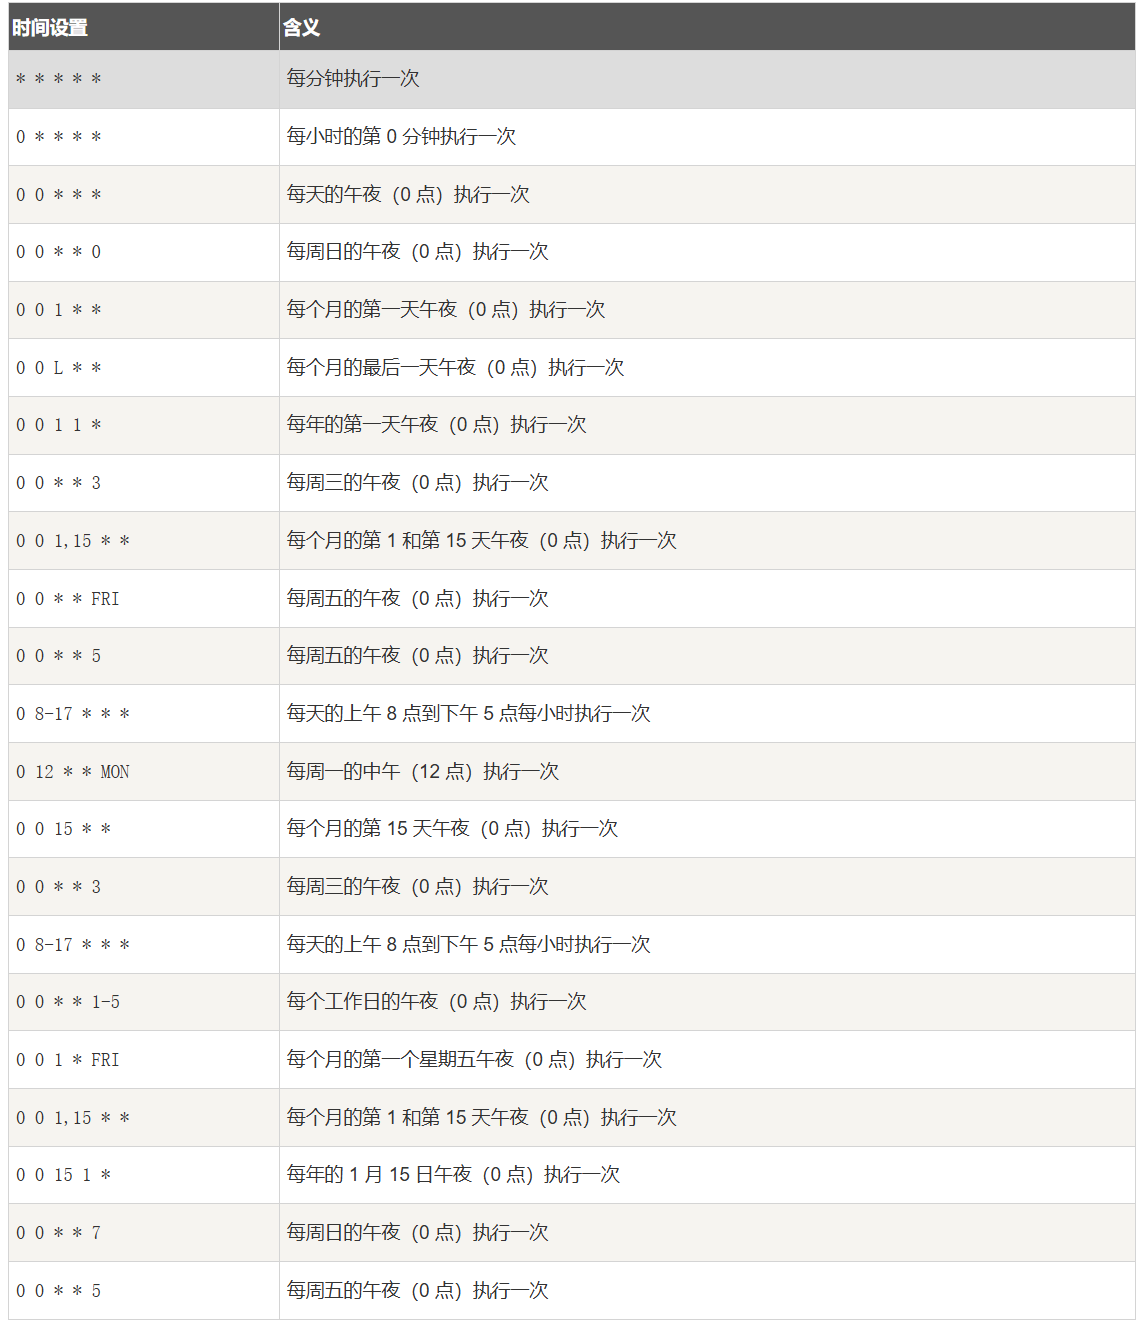 时间设置 含义
* * * * * 每分钟执行一次
0 * * * * 每小时的第 0 分钟执行一次
0 0 * * * 每天的午夜（0 点）执行一次
0 0 * * 0 每周日的午夜（0 点）执行一次
0 0 1 * * 每个月的第一天午夜（0 点）执行一次
0 0 L * * 每个月的最后一天午夜（0 点）执行一次
0 0 1 1 * 每年的第一天午夜（0 点）执行一次
0 0 * * 3 每周三的午夜（0 点）执行一次
0 0 1,15 * * 每个月的第 1 和第 15 天午夜（0 点）执行一次
0 0 * * FRI 每周五的午夜（0 点）执行一次
0 0 * * 5 每周五的午夜（0 点）执行一次
0 8-17 * * * 每天的上午 8 点到下午 5 点每小时执行一次
0 12 * * MON 每周一的中午（12 点）执行一次
0 0 15 * * 每个月的第 15 天午夜（0 点）执行一次
0 0 * * 3 每周三的午夜（0 点）执行一次
0 8-17 * * * 每天的上午 8 点到下午 5 点每小时执行一次
0 0 * * 1-5 每个工作日的午夜（0 点）执行一次
0 0 1 * FRI 每个月的第一个星期五午夜（0 点）执行一次
0 0 1,15 * * 每个月的第 1 和第 15 天午夜（0 点）执行一次
0 0 15 1 * 每年的 1 月 15 日午夜（0 点）执行一次
0 0 * * 7 每周日的午夜（0 点）执行一次
0 0 * * 5 每周五的午夜（0 点）执行一次